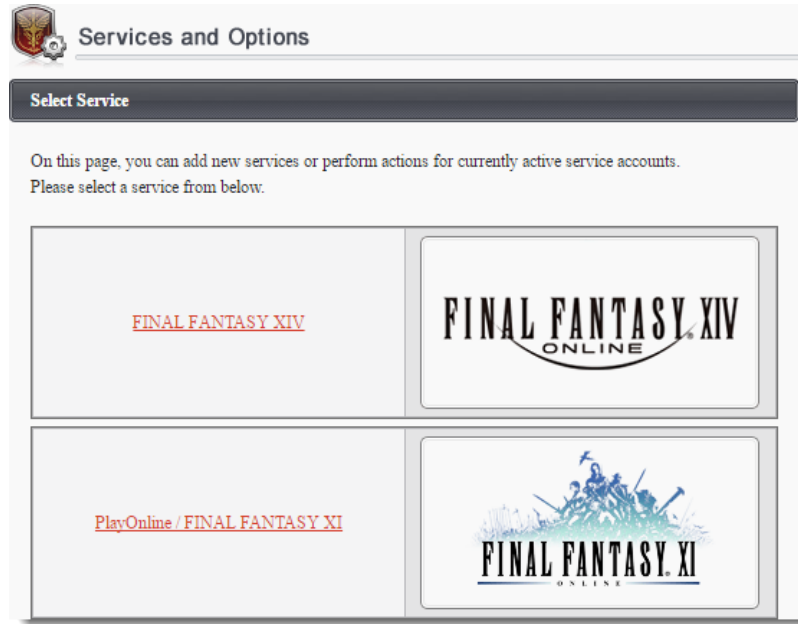 Services and Options
Select Service
On this page, you can add new services or perform actions for currently active service accounts.
Please select a service from below.
FINAL FANTASY XIV
FINAL FANTASY® XIV
ONLINE
PlayOnline / FINAL FANTASY XI
FINAL FANTASY® XI
ONLINE